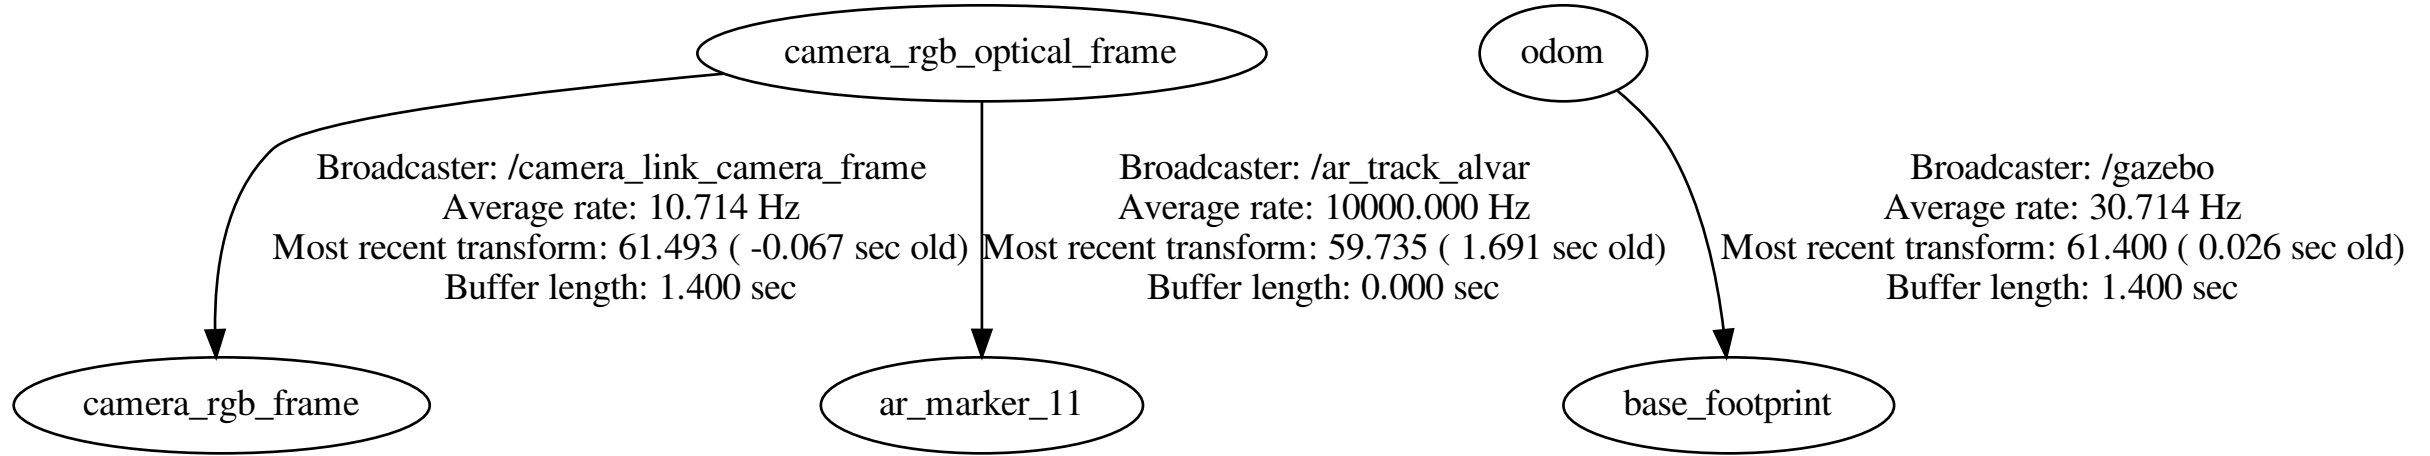 camera_rgb_optical_frame
odom
Broadcaster: /camera_link_camera_frame
Average rate: 10.714 Hz
Most recent transform: 61.493 ( -0.067 sec old)
Buffer length: 1.400 sec
Broadcaster: /ar_track_alvar
Average rate: 10000.000 Hz
Most recent transform: 59.735 ( 1.691 sec old)
Buffer length: 0.000 sec
Broadcaster: /gazebo
Average rate: 30.714 Hz
Most recent transform: 61.400 ( 0.026 sec old)
Buffer length: 1.400 sec
camera_rgb_frame
ar_marker_11
base_footprint